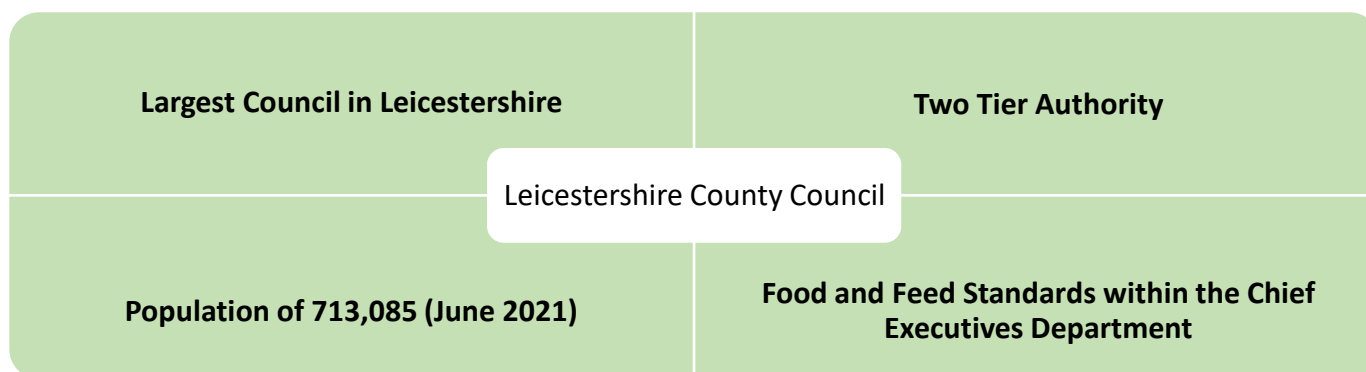 Largest Council in Leicestershire
Two Tier Authority
Leicestershire County Council
Population of 713,085 (June 2021)
Food and Feed Standards within the Chief
Executives Department